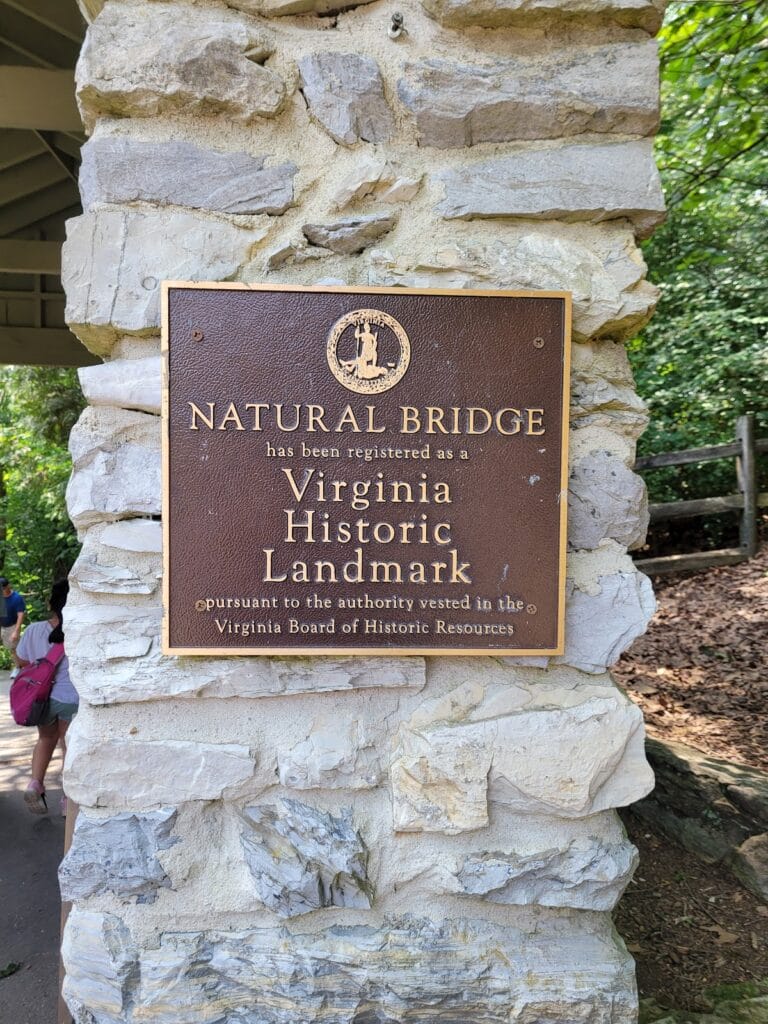 VIRGINIA
NATURAL BRIDGE
has been registered as a
Virginia
Historic
Landmark
pursuant to the authority vested in the
Virginia Board of Historic Resources